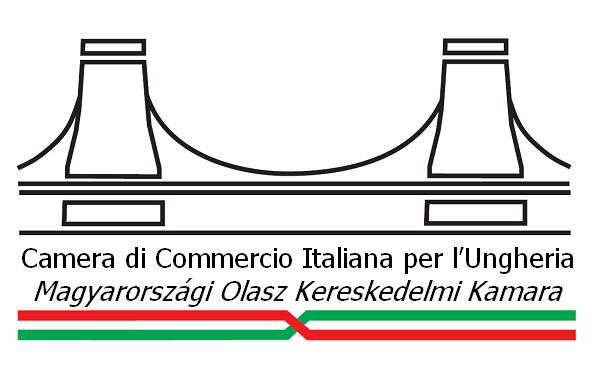 Camera di Commercio Italiana per l'Ungheria
Magyarországi Olasz Kereskedelmi Kamara